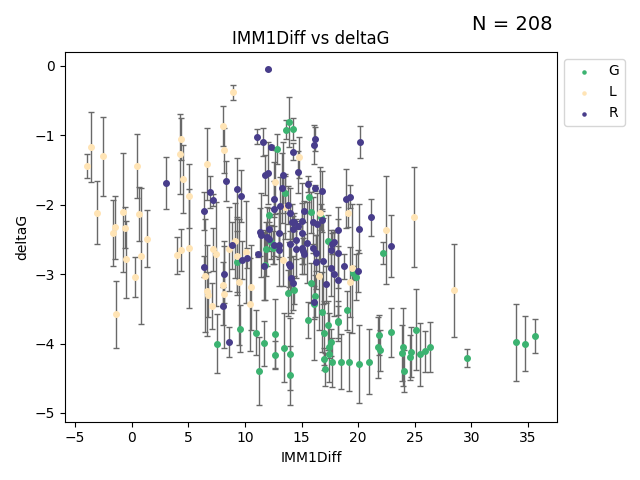 N = 208
IMM1Diff vs deltaG
G
L
R
0
−1
−2
−3
−4
−5
deltaG
−5 0 5 10 15 20 25 30 35
IMM1Diff